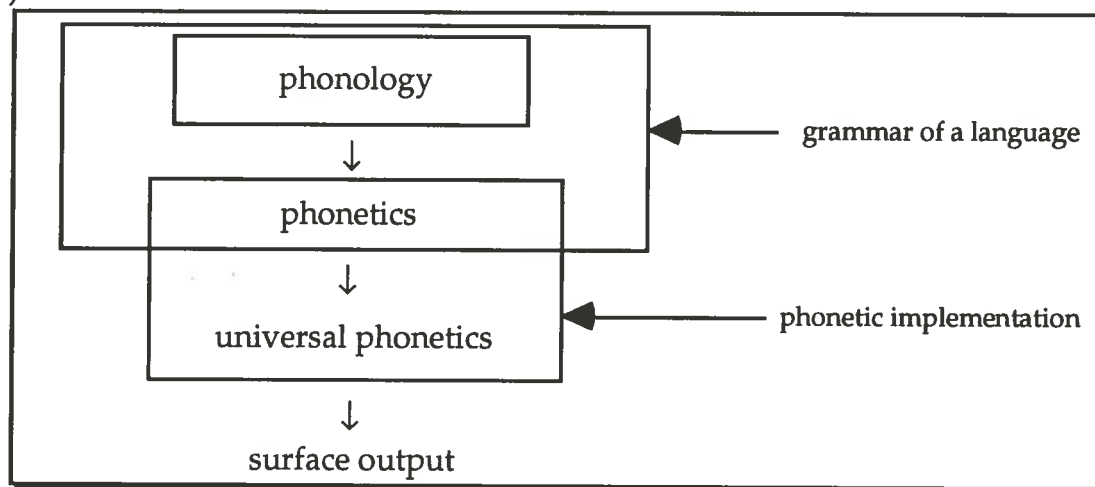 phonology
↓
grammar of a language
phonetics
↓
phonetic implementation
universal phonetics
↓
surface output